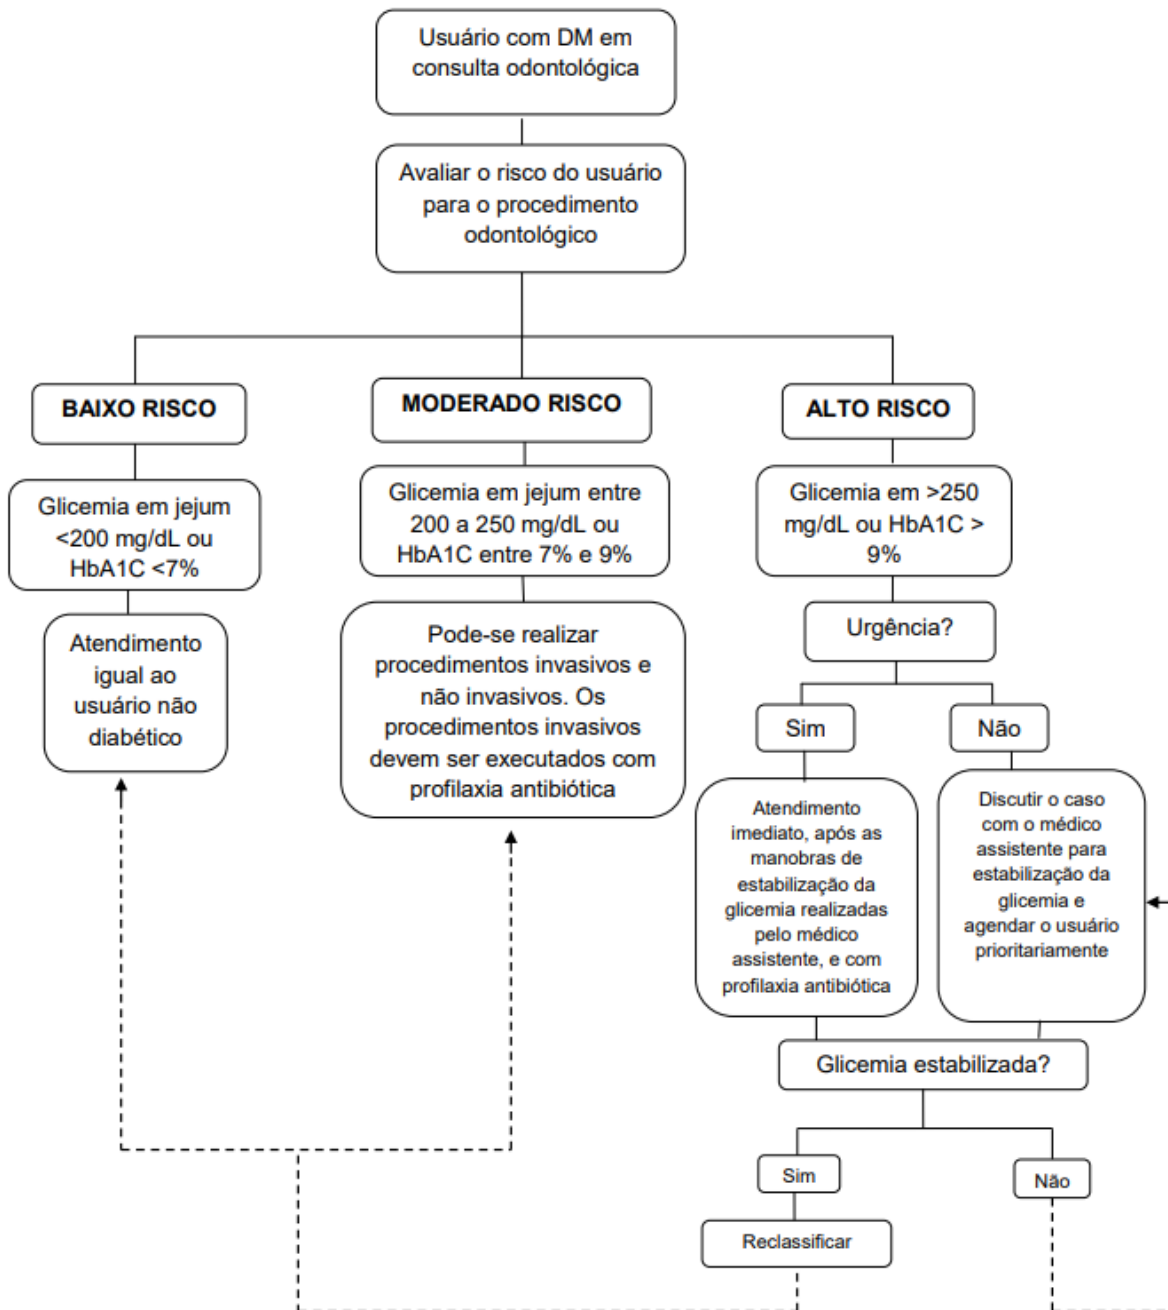 Usuário com DM em
consulta odontológica
Avaliar o risco do usuário
para o procedimento
odontológico
BAIXO RISCO
MODERADO RISCO
ALTO RISCO
Glicemia em jejum
<200 mg/dL ou
HbA1C <7%
Glicemia em jejum entre
200 a 250 mg/dL ou
HbA1C entre 7% e 9%
Glicemia em >250
mg/dL ou HbA1C >
9%
Atendimento
igual ao
usuário não
diabético
Pode-se realizar
procedimentos invasivos e
não invasivos. Os
procedimentos invasivos
devem ser executados com
profilaxia antibiótica
Urgência?
Sim
Não
Atendimento
imediato, após as
manobras de
estabilização da
glicemia realizadas
pelo médico
assistente, e com
profilaxia antibiótica
Discutir o caso
com o médico
assistente para
estabilização da
glicemia e
agendar o usuário
prioritariamente
Glicemia estabilizada?
Sim
Não
Reclassificar